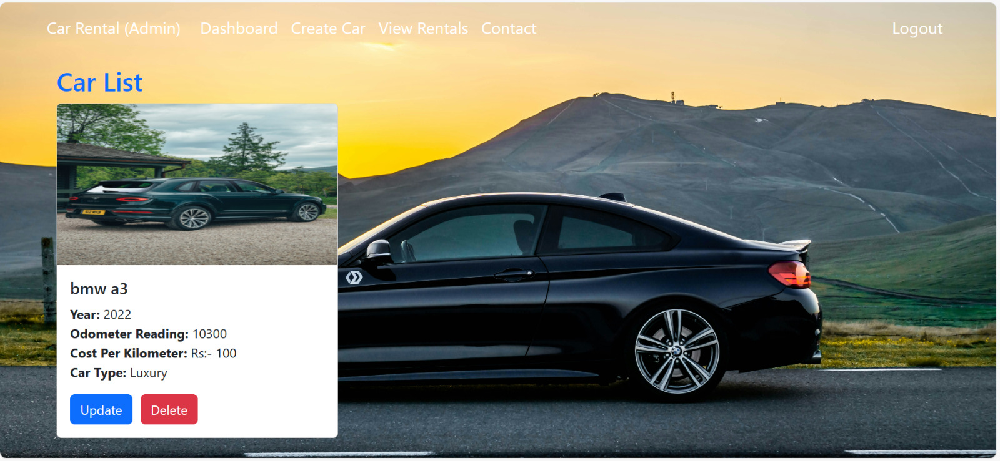 Car Rental (Admin) Dashboard Create Car View Rentals Contact Logout
Car List
bmw a3
Year: 2022
Odometer Reading: 10300
Cost Per Kilometer: Rs:- 100
Car Type: Luxury
Update Delete